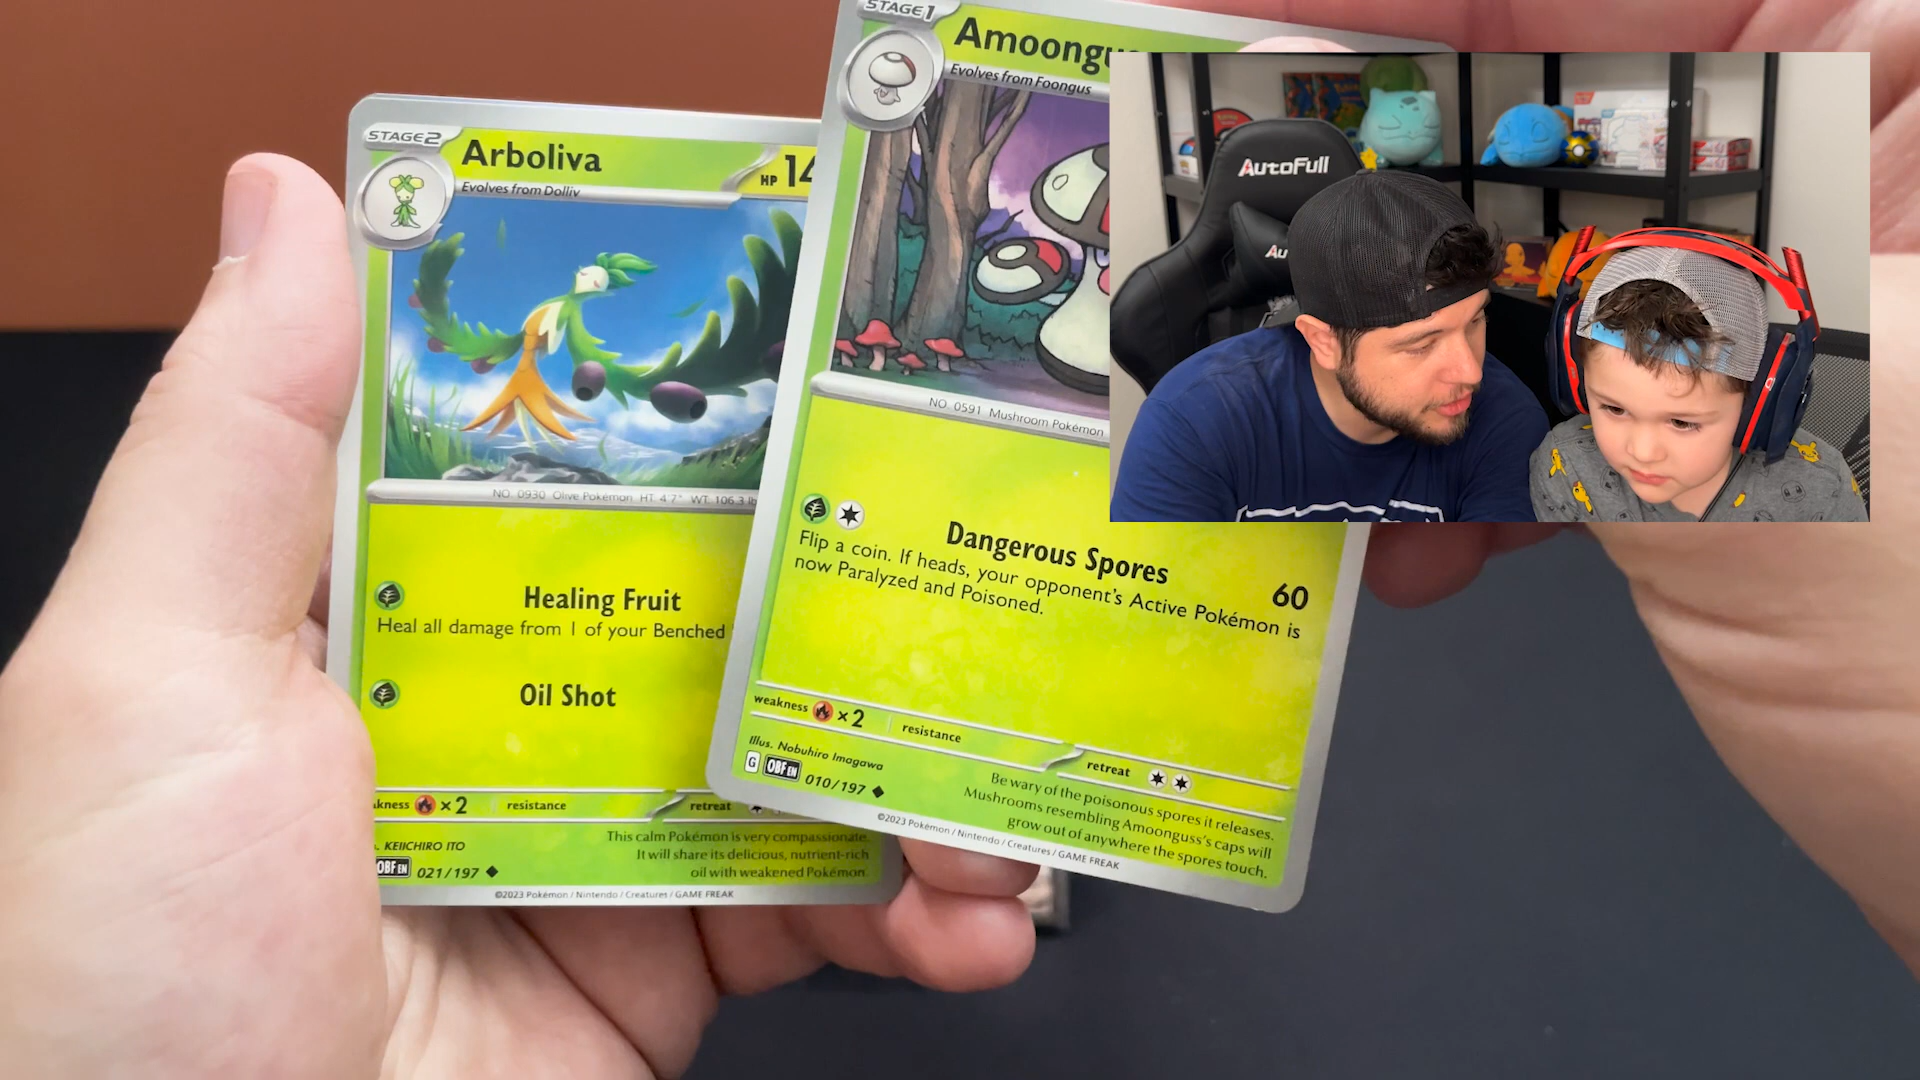 STAGE2
Arboliva
HP 14
Evolves from Dolliv
NO. 0930 Olive Pokémon HT: 4'7" WT: 106.3 lb
Healing Fruit
Heal all damage from 1 of your Benched
Oil Shot
kness ×2 resistance retreat
KEIICHIRO ITO
OBF EN 021/197
This calm Pokémon is very compassionate.
It will share its delicious, nutrient-rich
oil with weakened Pokémon.
©2023 Pokémon / Nintendo / Creatures / GAME FREAK
STAGE1
Amoongu
Evolves from Foongus
NO. 0591 Mushroom Pokémon
Dangerous Spores
60
Flip a coin. If heads, your opponent's Active Pokémon is
now Paralyzed and Poisoned.
weakness ×2 resistance
retreat
Illus. Nobuhiro Imagawa
G OBF EN 010/197
Be wary of the poisonous spores it releases.
Mushrooms resembling Amoonguss's caps will
grow out of anywhere the spores touch.
©2023 Pokémon / Nintendo / Creatures / GAME FREAK
AutoFull
Au